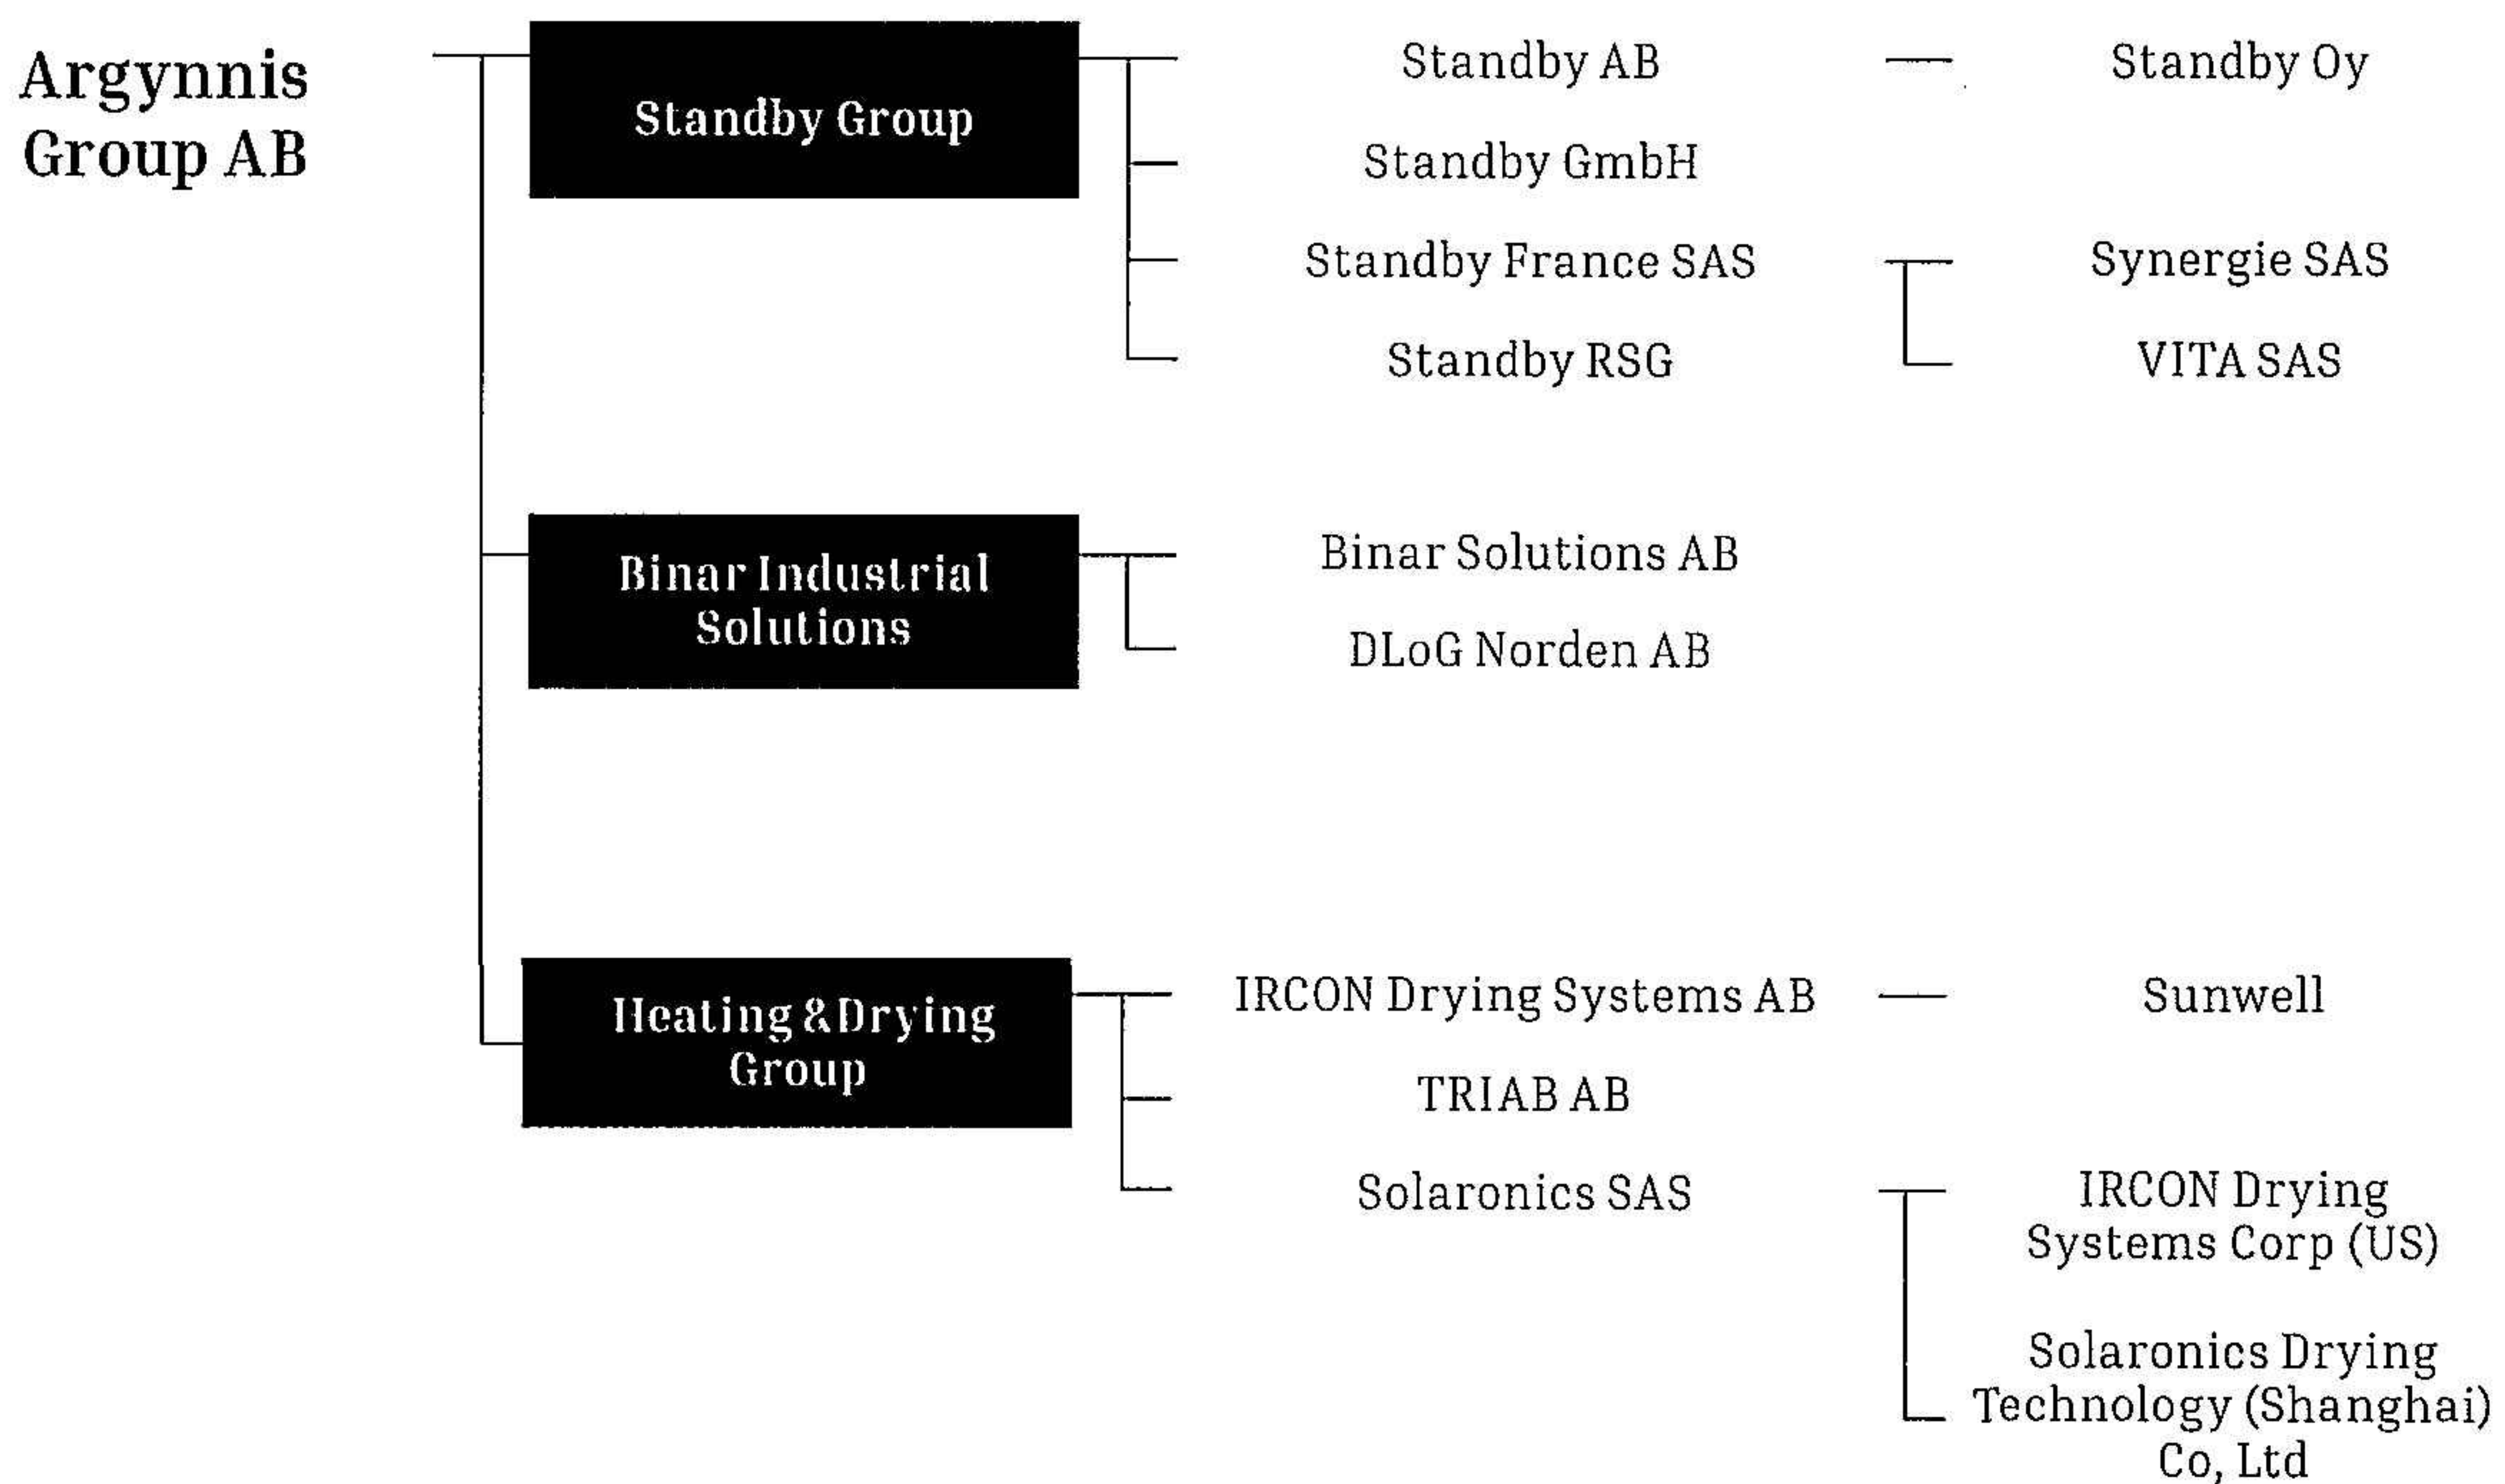 Argynnis
Group AB
Standby Group
Standby AB
Standby Oy
Standby GmbH
Standby France SAS
Synergie SAS
Standby RSG
VITA SAS
Binar Industrial
Solutions
Binar Solutions AB
DLoG Norden AB
Heating & Drying
Group
IRCON Drying Systems AB
Sunwell
TRIAB AB
Solaronics SAS
IRCON Drying
Systems Corp (US)
Solaronics Drying
Technology (Shanghai)
Co, Ltd